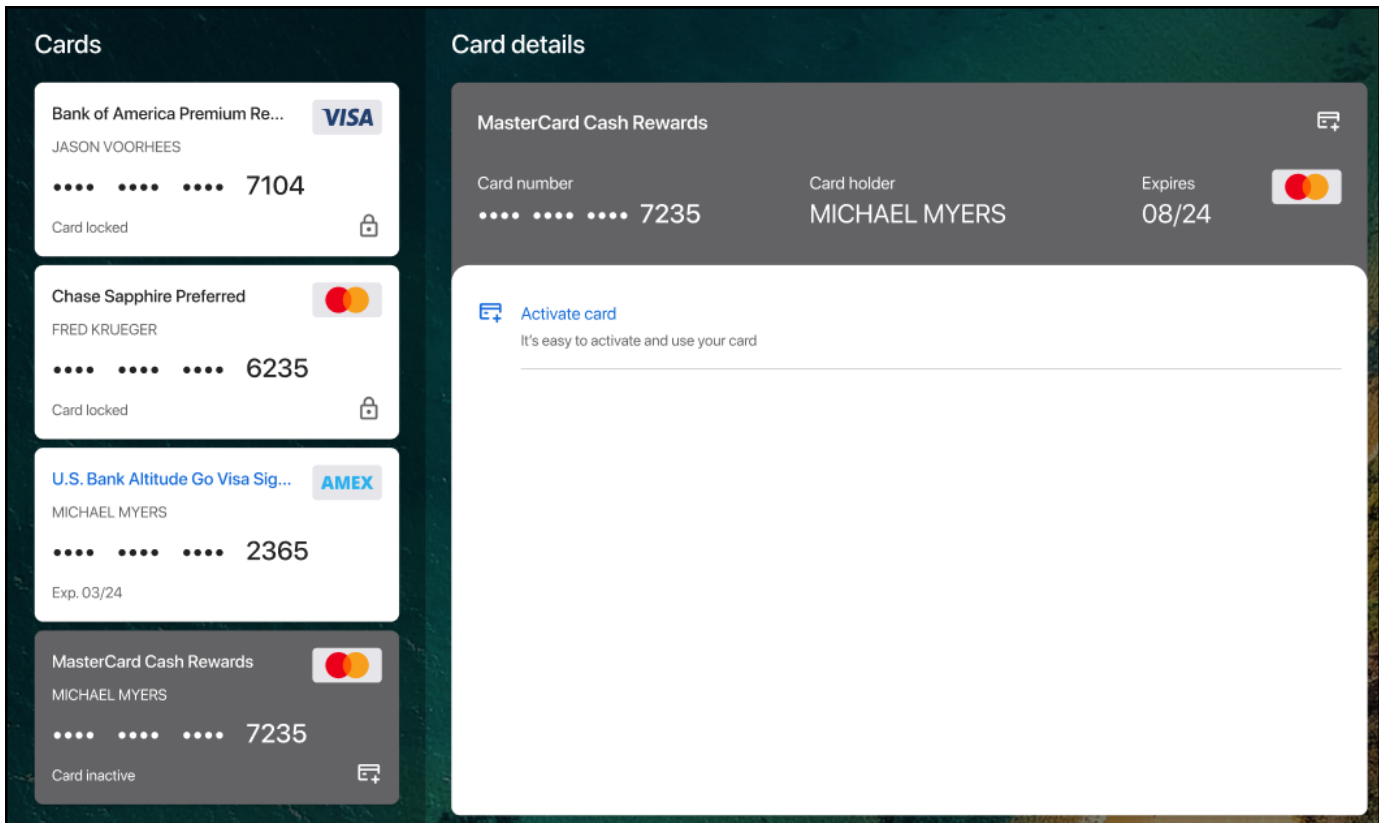 Cards
Bank of America Premium Re...
VISA
JASON VOORHEES
•••• •••• •••• 7104
Card locked
Chase Sapphire Preferred
FRED KRUEGER
•••• •••• •••• 6235
Card locked
U.S. Bank Altitude Go Visa Sig...
AMEX
MICHAEL MYERS
•••• •••• •••• 2365
Exp. 03/24
MasterCard Cash Rewards
MICHAEL MYERS
•••• •••• •••• 7235
Card inactive
Card details
MasterCard Cash Rewards
Card number
•••• •••• •••• 7235
Card holder
MICHAEL MYERS
Expires
08/24
Activate card
It's easy to activate and use your card